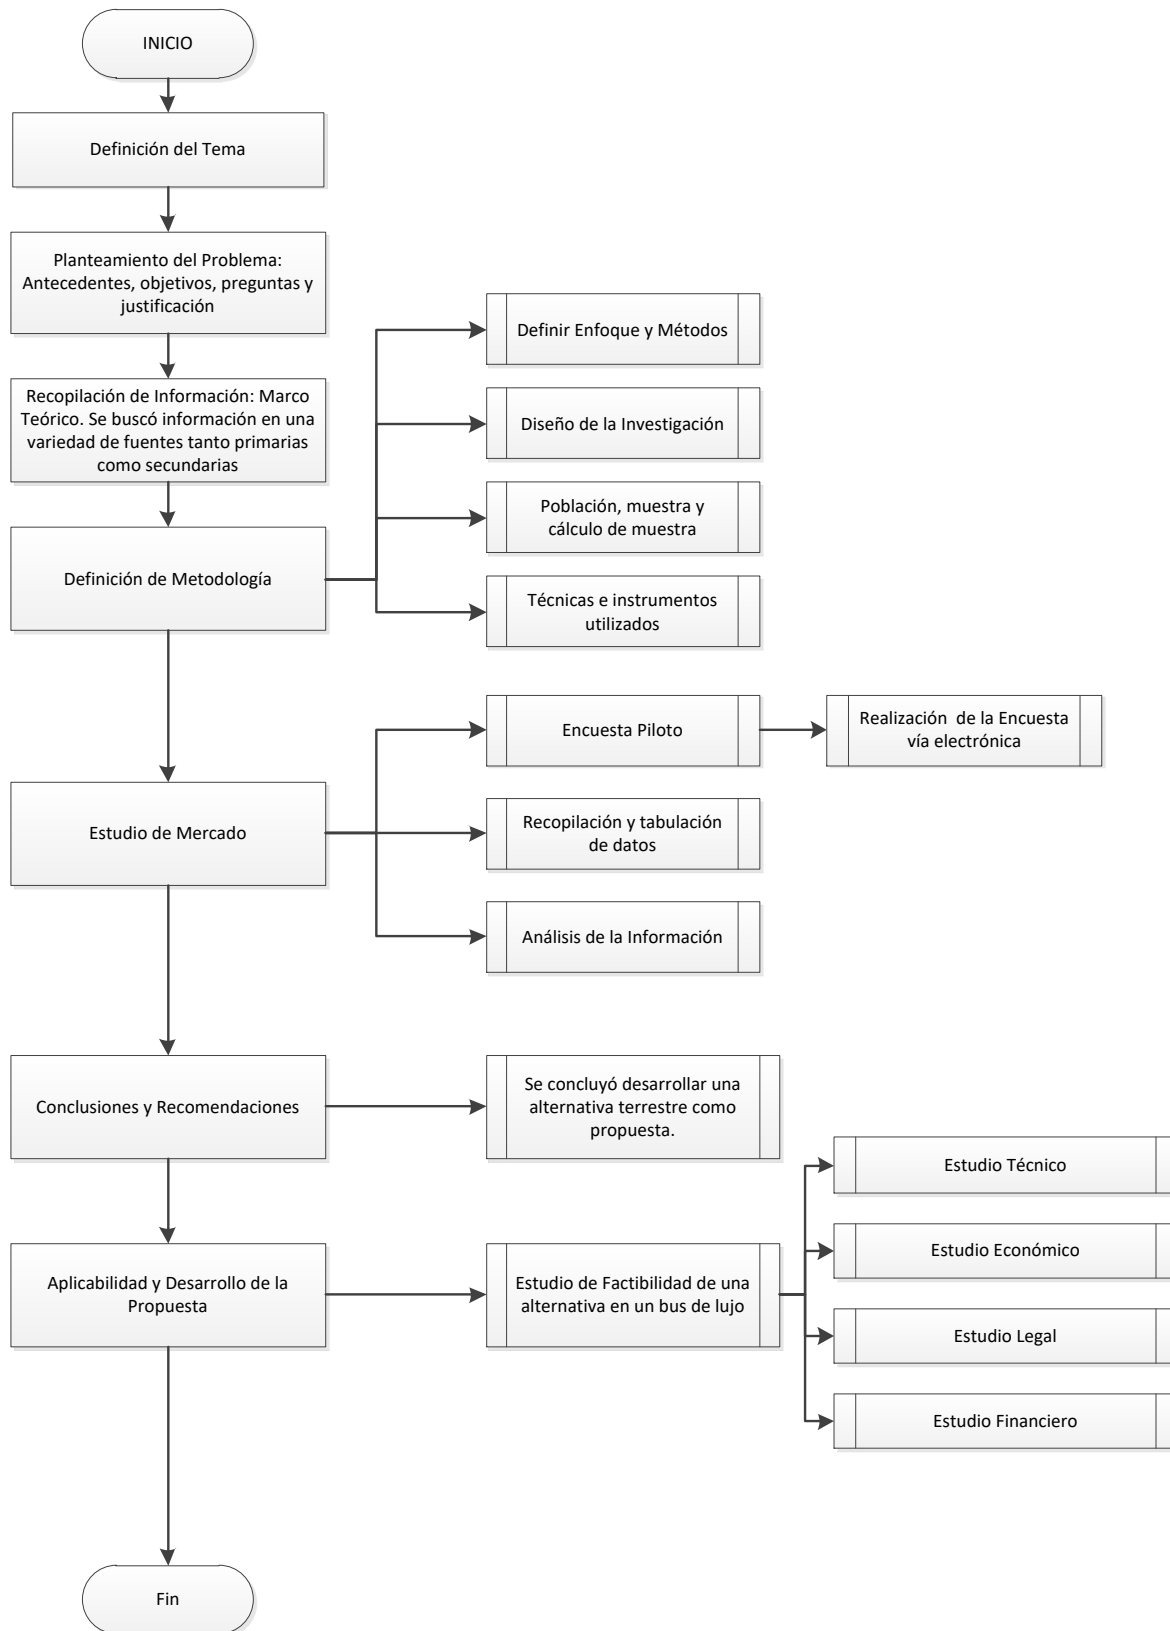 INICIO
Definición del Tema
Planteamiento del Problema:
Antecedentes, objetivos, preguntas y
justificación
Recopilación de Información: Marco
Teórico. Se buscó información en una
variedad de fuentes tanto primarias
como secundarias
Definición de Metodología
Definir Enfoque y Métodos
Diseño de la Investigación
Población, muestra y
cálculo de muestra
Técnicas e instrumentos
utilizados
Estudio de Mercado
Encuesta Piloto
Realización  de la Encuesta
vía electrónica
Recopilación y tabulación
de datos
Análisis de la Información
Conclusiones y Recomendaciones
Se concluyó desarrollar una
alternativa terrestre como
propuesta.
Aplicabilidad y Desarrollo de la
Propuesta
Estudio de Factibilidad de una
alternativa en un bus de lujo
Estudio Técnico
Estudio Económico
Estudio Legal
Estudio Financiero
Fin